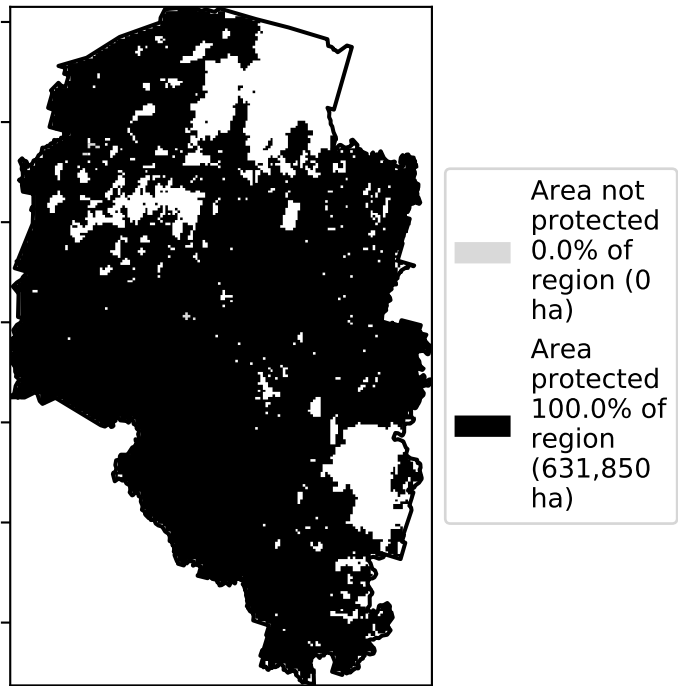 Area not
protected
0.0% of
region (0
ha)
Area
protected
100.0% of
region
(631,850
ha)